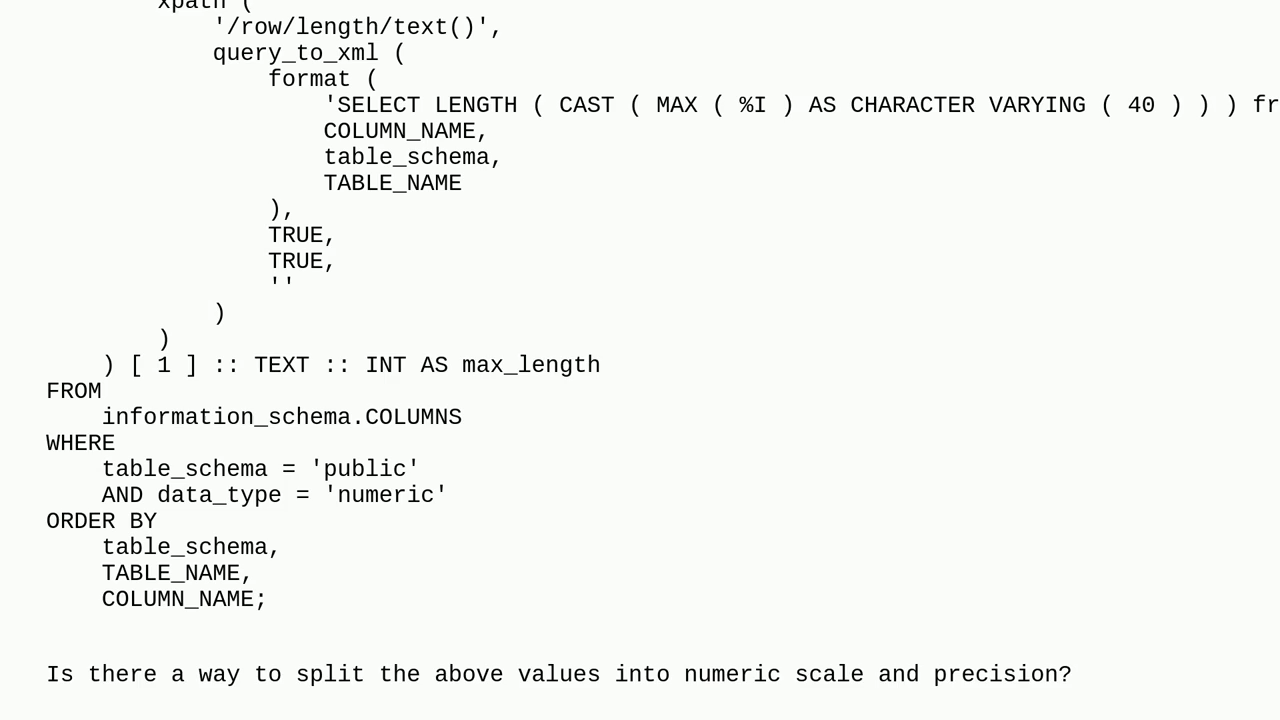 xpath (
'/row/length/text()',
query_to_xml (
format (
'SELECT LENGTH ( CAST ( MAX ( %I ) AS CHARACTER VARYING ( 40 ) ) ) fr
COLUMN_NAME,
table_schema,
TABLE_NAME
),
TRUE,
TRUE,
''
)
)
) [ 1 ] :: TEXT :: INT AS max_length
FROM
information_schema.COLUMNS
WHERE
table_schema = 'public'
AND data_type = 'numeric'
ORDER BY
table_schema,
TABLE_NAME,
COLUMN_NAME;
Is there a way to split the above values into numeric scale and precision?